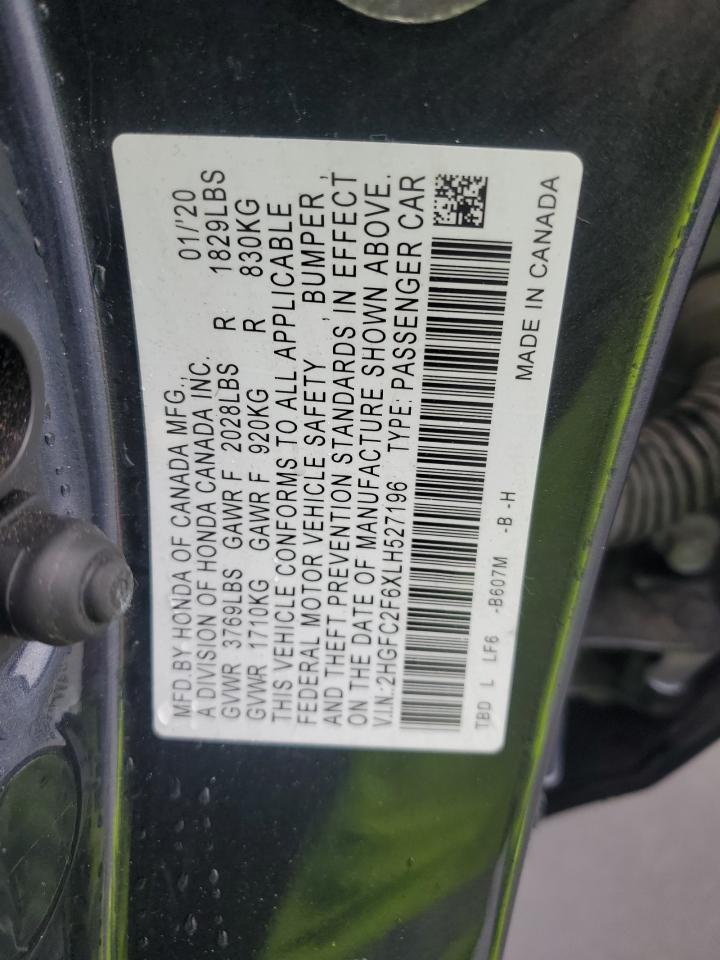 MFD.BY HONDA OF CANADA MFG., 01/'20
A DIVISION OF HONDA CANADA INC.
GVWR 3769LBS GAWR F 2028LBS R 1829LBS
GVWR 1710KG GAWR F 920KG R 830KG
THIS VEHICLE CONFORMS TO ALL APPLICABLE
FEDERAL MOTOR VEHICLE SAFETY , BUMPER ,
AND THEFT PREVENTION STANDARDS IN EFFECT
ON THE DATE OF MANUFACTURE SHOWN ABOVE.
V.I.N.:2HGFC2F6XLH527196 TYPE: PASSENGER CAR
TBD L LF6 -B607M -B -H
MADE IN CANADA